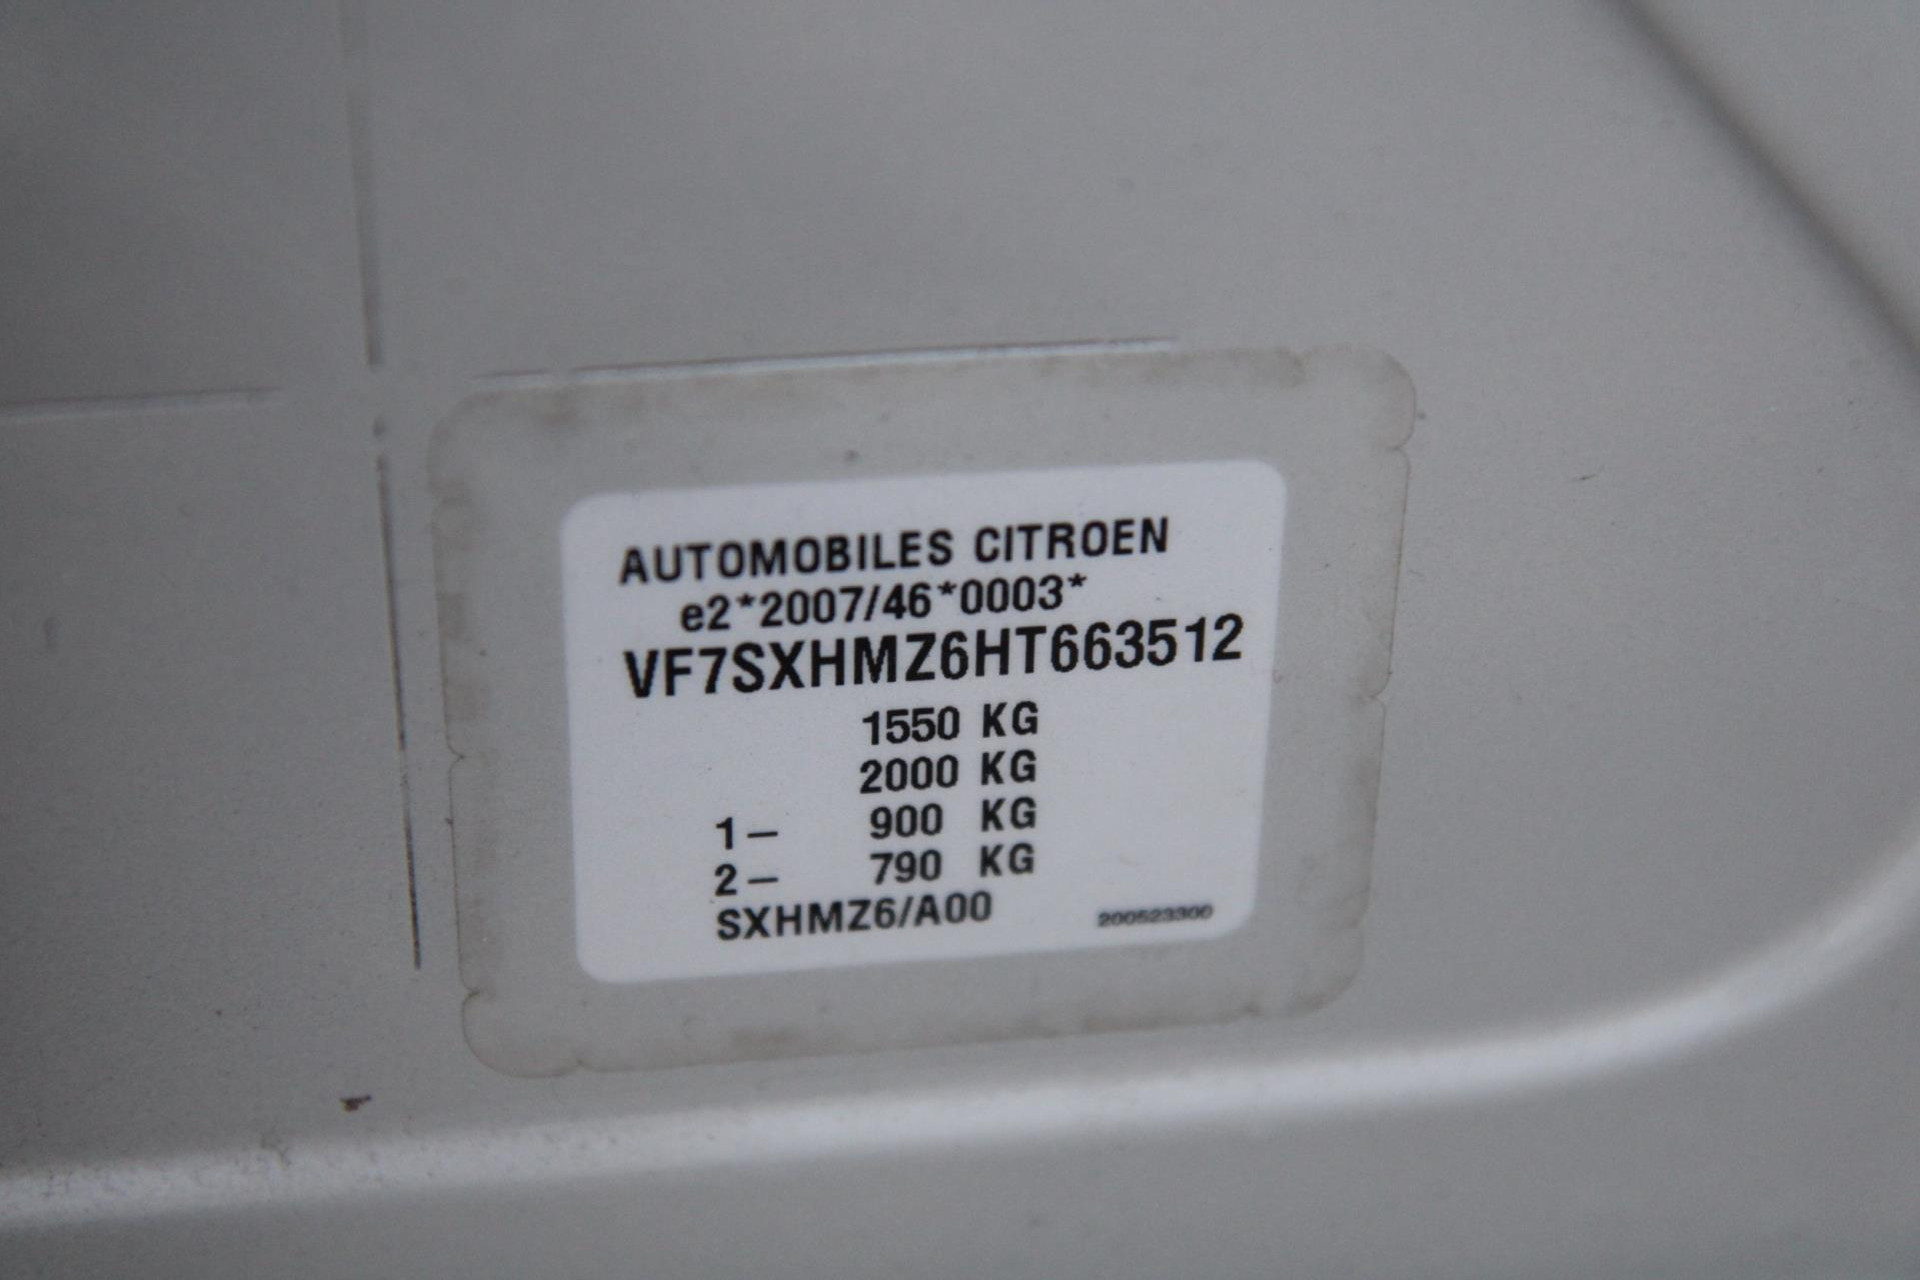 AUTOMOBILES CITROEN
e2*2007/46*0003*
VF7SXHMZ6HT663512
1550 KG
2000 KG
1– 900 KG
2– 790 KG
SXHMZ6/A00 200523300